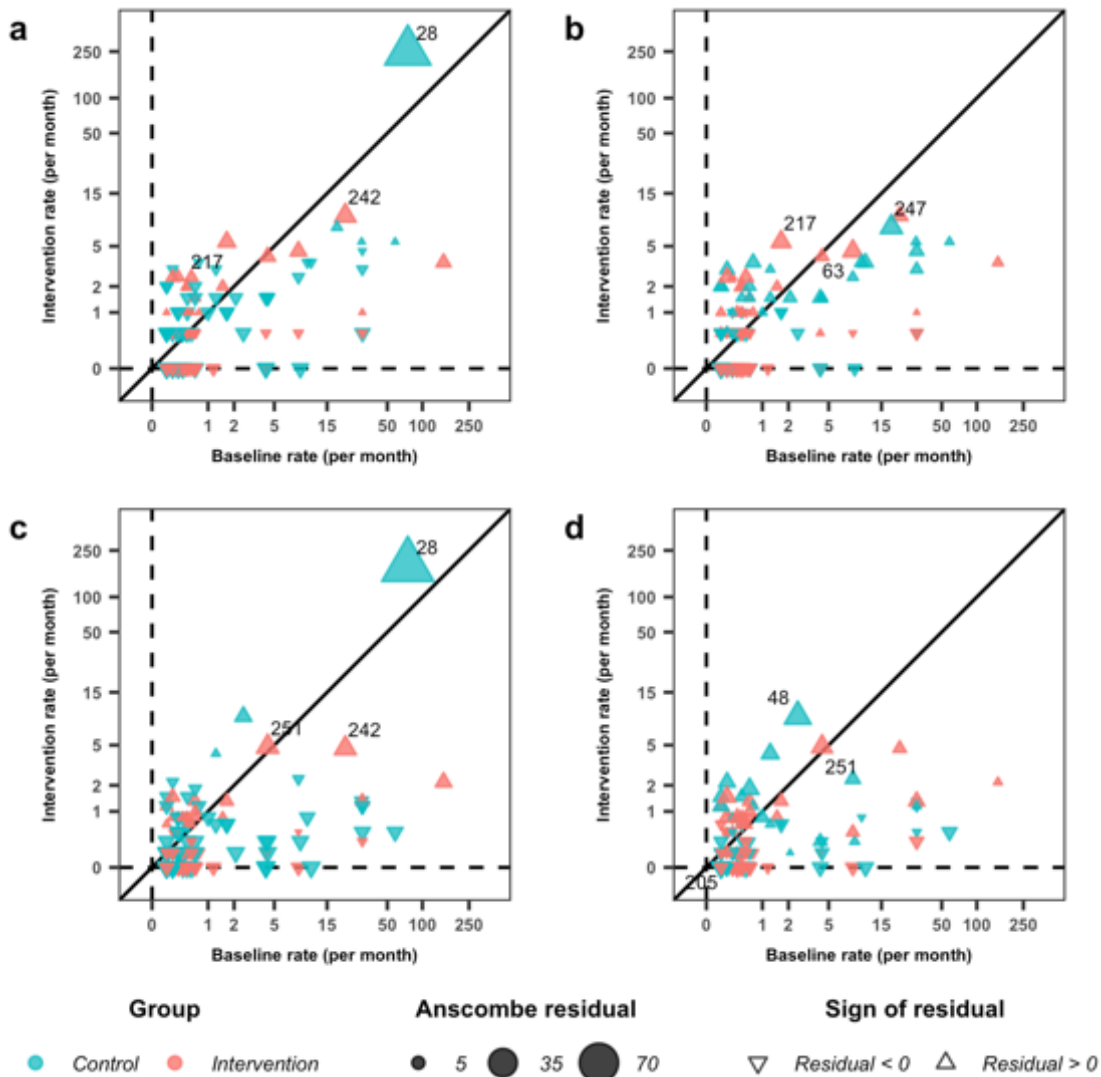 a
Intervention rate (per month)
250
100
50
15
5
2
1
0
28
242
217
0 1 2 5 15 50 100 250
Baseline rate (per month)
b
Intervention rate (per month)
250
100
50
15
5
2
1
0
217
247
63
0 1 2 5 15 50 100 250
Baseline rate (per month)
c
Intervention rate (per month)
250
100
50
15
5
2
1
0
28
251
242
0 1 2 5 15 50 100 250
Baseline rate (per month)
d
Intervention rate (per month)
250
100
50
15
5
2
1
0
48
251
205
0 1 2 5 15 50 100 250
Baseline rate (per month)
Group Anscombe residual Sign of residual
Control Intervention 5 35 70 Residual < 0 Residual > 0